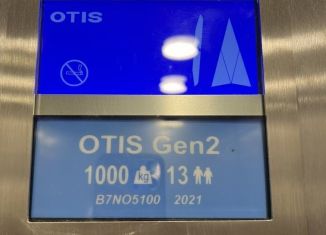 OTIS
OTIS Gen2
1000 kg 13
B7NO5100 2021